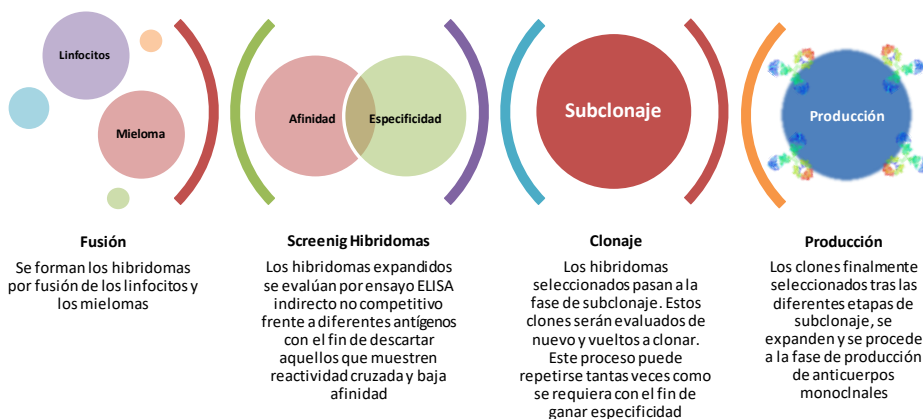 Linfocitos
Mieloma
Afinidad
Especificidad
Subclonaje
Producción
Fusión
Se forman los hibridomas
por fusión de los linfocitos y
los mielomas
Screenig Hibridomas
Los hibridomas expandidos
se evalúan por ensayo ELISA
indirecto no competitivo
frente a diferentes antígenos
con el fin de descartar
aquellos que muestren
reactividad cruzada y baja
afinidad
Clonaje
Los hibridomas
seleccionados pasan a la
fase de subclonaje. Estos
clones serán evaluados de
nuevo y vueltos a clonar.
Este proceso puede
repetirse tantas veces como
se requiera con el fin de
ganar especificidad
Producción
Los clones finalmente
seleccionados tras las
diferentes etapas de
subclonaje, se
expanden y se procede
a la fase de producción
de anticuerpos
monoclnales